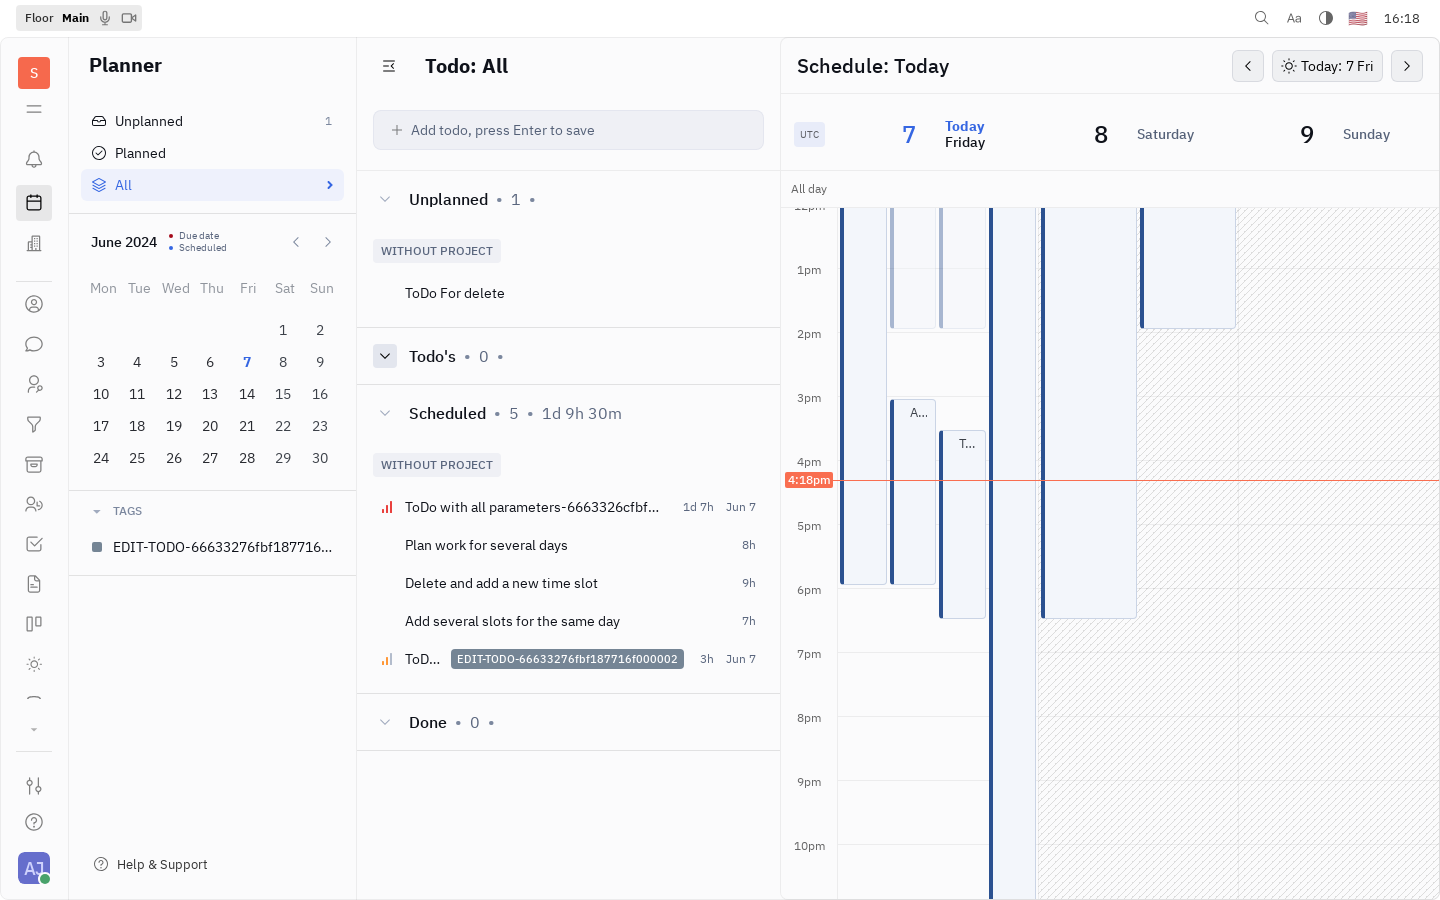 Floor Main
Aa
16:18
S
Planner
Unplanned 1
Planned
All
June 2024
Due date
Scheduled
Mon Tue Wed Thu Fri Sat Sun
1 2
3 4 5 6 7 8 9
10 11 12 13 14 15 16
17 18 19 20 21 22 23
24 25 26 27 28 29 30
TAGS
EDIT-TODO-66633276fbf187716...
Help & Support
AJ
Todo: All
Add todo, press Enter to save
Unplanned • 1 •
WITHOUT PROJECT
ToDo For delete
Todo's • 0 •
Scheduled • 5 • 1d 9h 30m
WITHOUT PROJECT
ToDo with all parameters-6663326cfbf... 1d 7h Jun 7
Plan work for several days 8h
Delete and add a new time slot 9h
Add several slots for the same day 7h
ToD... EDIT-TODO-66633276fbf187716f000002 3h Jun 7
Done • 0 •
Schedule: Today
Today: 7 Fri
UTC
7 Today Friday
8 Saturday
9 Sunday
All day
12pm
1pm
2pm
3pm
A...
T...
4pm
4:18pm
5pm
6pm
7pm
8pm
9pm
10pm